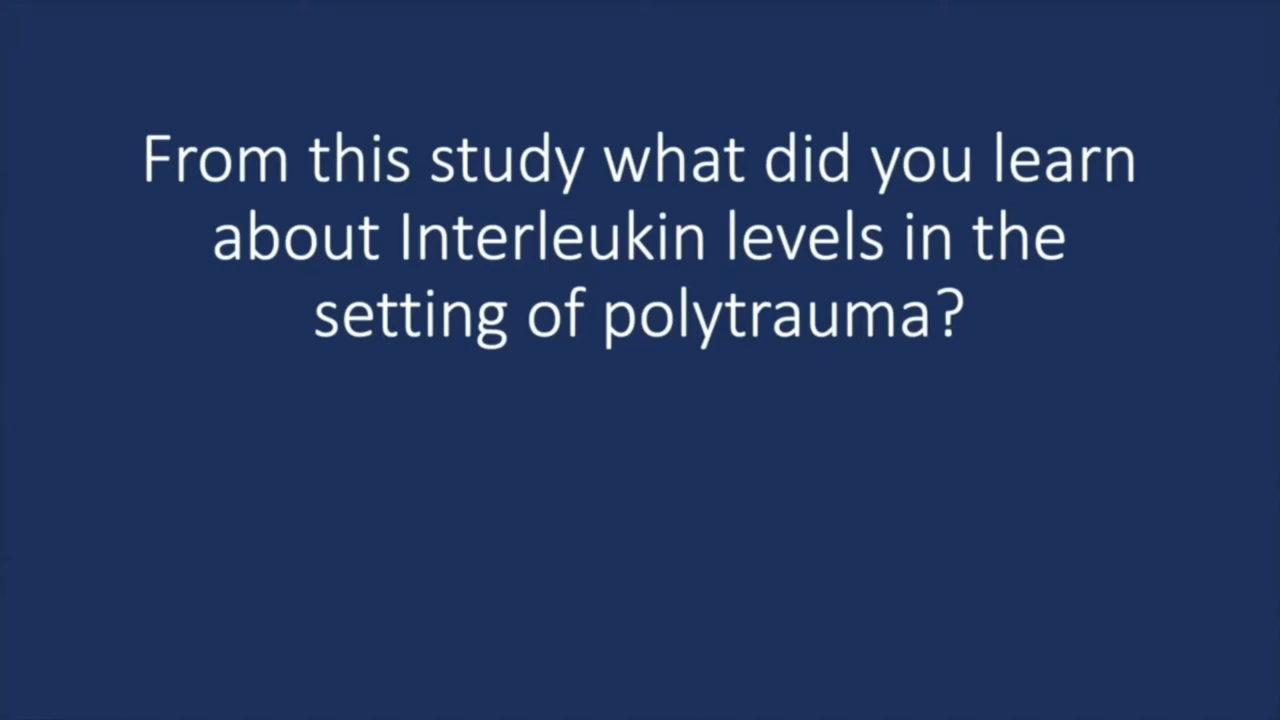 From this study what did you learn
about Interleukin levels in the
setting of polytrauma?